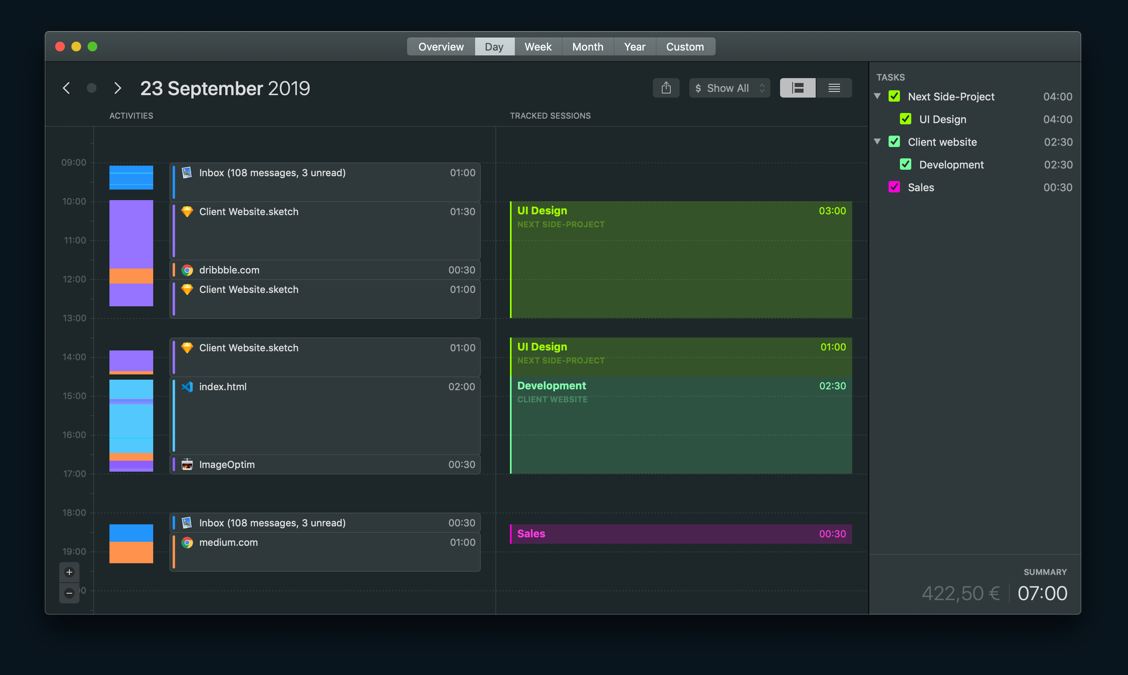 Overview Day Week Month Year Custom
23 September 2019
$ Show All
ACTIVITIES
TRACKED SESSIONS
09:00
10:00
11:00
12:00
13:00
14:00
15:00
16:00
17:00
18:00
19:00
Inbox (108 messages, 3 unread) 01:00
Client Website.sketch 01:30
dribbble.com 00:30
Client Website.sketch 01:00
Client Website.sketch 01:00
index.html 02:00
ImageOptim 00:30
Inbox (108 messages, 3 unread) 00:30
medium.com 01:00
UI Design 03:00
NEXT SIDE-PROJECT
UI Design 01:00
NEXT SIDE-PROJECT
Development 02:30
CLIENT WEBSITE
Sales 00:30
TASKS
Next Side-Project 04:00
UI Design 04:00
Client website 02:30
Development 02:30
Sales 00:30
SUMMARY
422,50 € 07:00